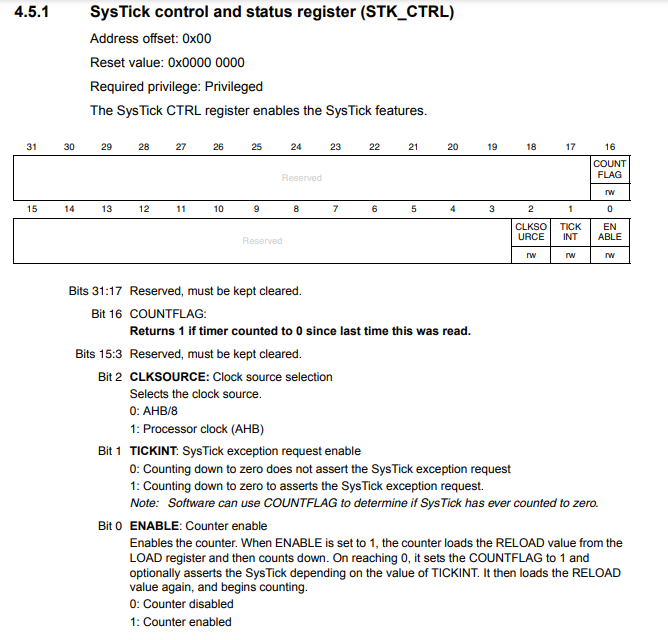 4.5.1 SysTick control and status register (STK_CTRL)
Address offset: 0x00
Reset value: 0x0000 0000
Required privilege: Privileged
The SysTick CTRL register enables the SysTick features.
31 30 29 28 27 26 25 24 23 22 21 20 19 18 17 16
Reserved
COUNT
FLAG
rw
15 14 13 12 11 10 9 8 7 6 5 4 3 2 1 0
Reserved
CLKSO
URCE
TICK
INT
EN
ABLE
rw rw rw
Bits 31:17 Reserved, must be kept cleared.
Bit 16 COUNTFLAG:
Returns 1 if timer counted to 0 since last time this was read.
Bits 15:3 Reserved, must be kept cleared.
Bit 2 CLKSOURCE: Clock source selection
Selects the clock source.
0: AHB/8
1: Processor clock (AHB)
Bit 1 TICKINT: SysTick exception request enable
0: Counting down to zero does not assert the SysTick exception request
1: Counting down to zero to asserts the SysTick exception request.
Note: Software can use COUNTFLAG to determine if SysTick has ever counted to zero.
Bit 0 ENABLE: Counter enable
Enables the counter. When ENABLE is set to 1, the counter loads the RELOAD value from the
LOAD register and then counts down. On reaching 0, it sets the COUNTFLAG to 1 and
optionally asserts the SysTick depending on the value of TICKINT. It then loads the RELOAD
value again, and begins counting.
0: Counter disabled
1: Counter enabled